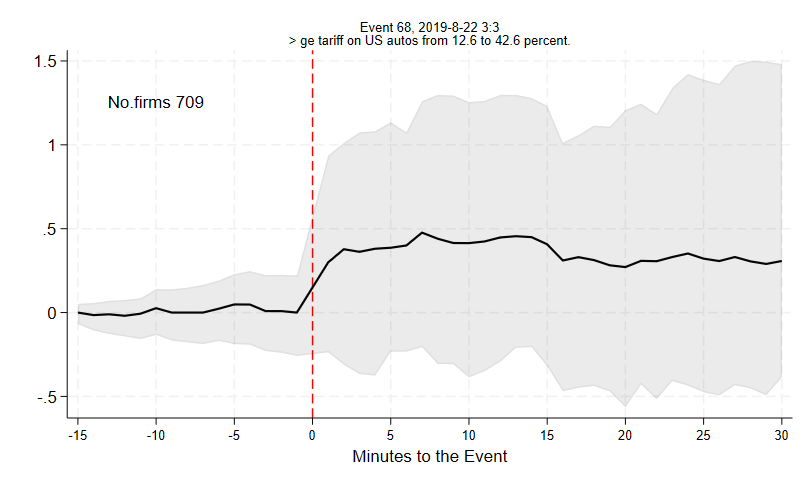 Event 68, 2019-8-22 3:3
> ge tariff on US autos from 12.6 to 42.6 percent.
1.5
No.firms 709
1
.5
0
-.5
-15 -10 -5 0 5 10 15 20 25 30
Minutes to the Event